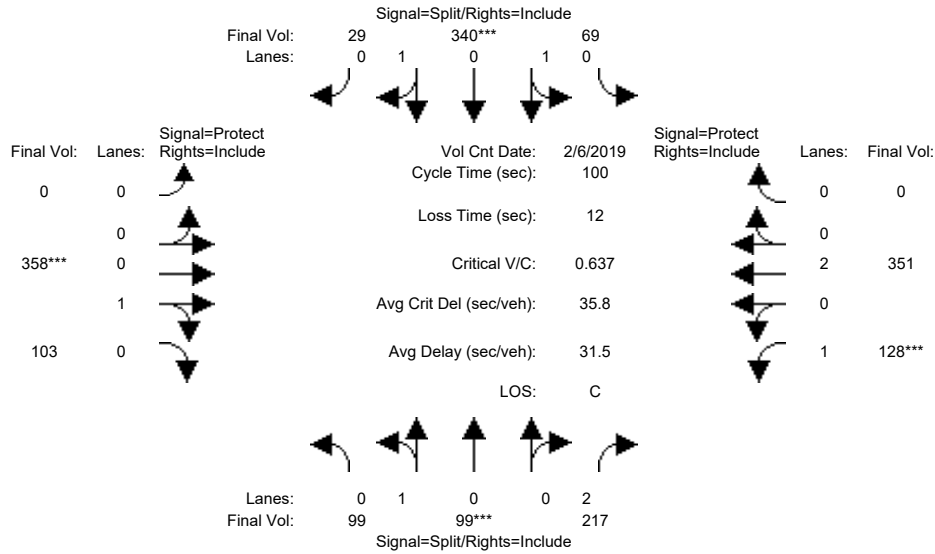 Signal=Split/Rights=Include
Final Vol: 29 340*** 69
Lanes: 0 1 0 1 0
Signal=Protect
Final Vol: Lanes: Rights=Include
Vol Cnt Date: 2/6/2019
Signal=Protect
Rights=Include Lanes: Final Vol:
Cycle Time (sec): 100
0 0
0 0
Loss Time (sec): 12
0
0
358*** 0
Critical V/C: 0.637
2 351
1
Avg Crit Del (sec/veh): 35.8
0
103 0
Avg Delay (sec/veh): 31.5
1 128***
LOS: C
Lanes: 0 1 0 0 2
Final Vol: 99 99*** 217
Signal=Split/Rights=Include